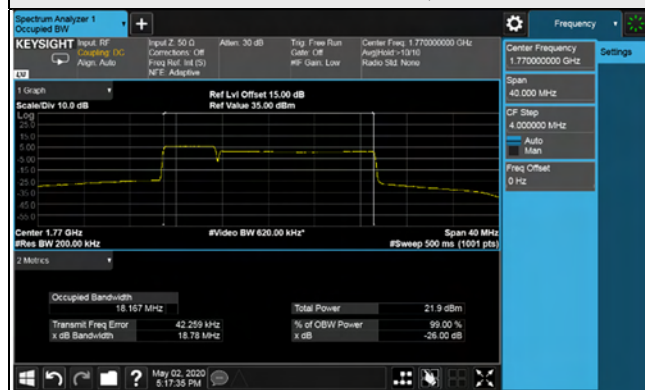 Spectrum Analyzer 1
Occupied BW
Frequency
KEYSIGHT
Input: RF
Coupling: DC
Align: Auto
Input Z: 50 Ω
Corrections: Off
Freq Ref: Int (S)
NFE: Adaptive
Atten: 30 dB
Trig: Free Run
Gate: Off
#IF Gain: Low
Center Freq: 1.770000000 GHz
Avg|Hold:>10/10
Radio Std: None
LXI
Center Frequency
1.770000000 GHz
Settings
Span
40.000 MHz
CF Step
4.000000 MHz
Auto
Man
Freq Offset
0 Hz
1 Graph
Scale/Div 10.0 dB
Ref Lvl Offset 15.00 dB
Ref Value 35.00 dBm
Log
25.0
15.0
5.00
-5.00
-15.0
-25.0
-35.0
-45.0
-55.0
Center 1.77 GHz
#Res BW 200.00 kHz
#Video BW 620.00 kHz*
Span 40 MHz
#Sweep 500 ms (1001 pts)
2 Metrics
Occupied Bandwidth
18.167 MHz
Total Power 21.9 dBm
Transmit Freq Error 42.259 kHz
% of OBW Power 99.00 %
x dB Bandwidth 18.78 MHz
x dB -26.00 dB
?
May 02, 2020
5:17:35 PM